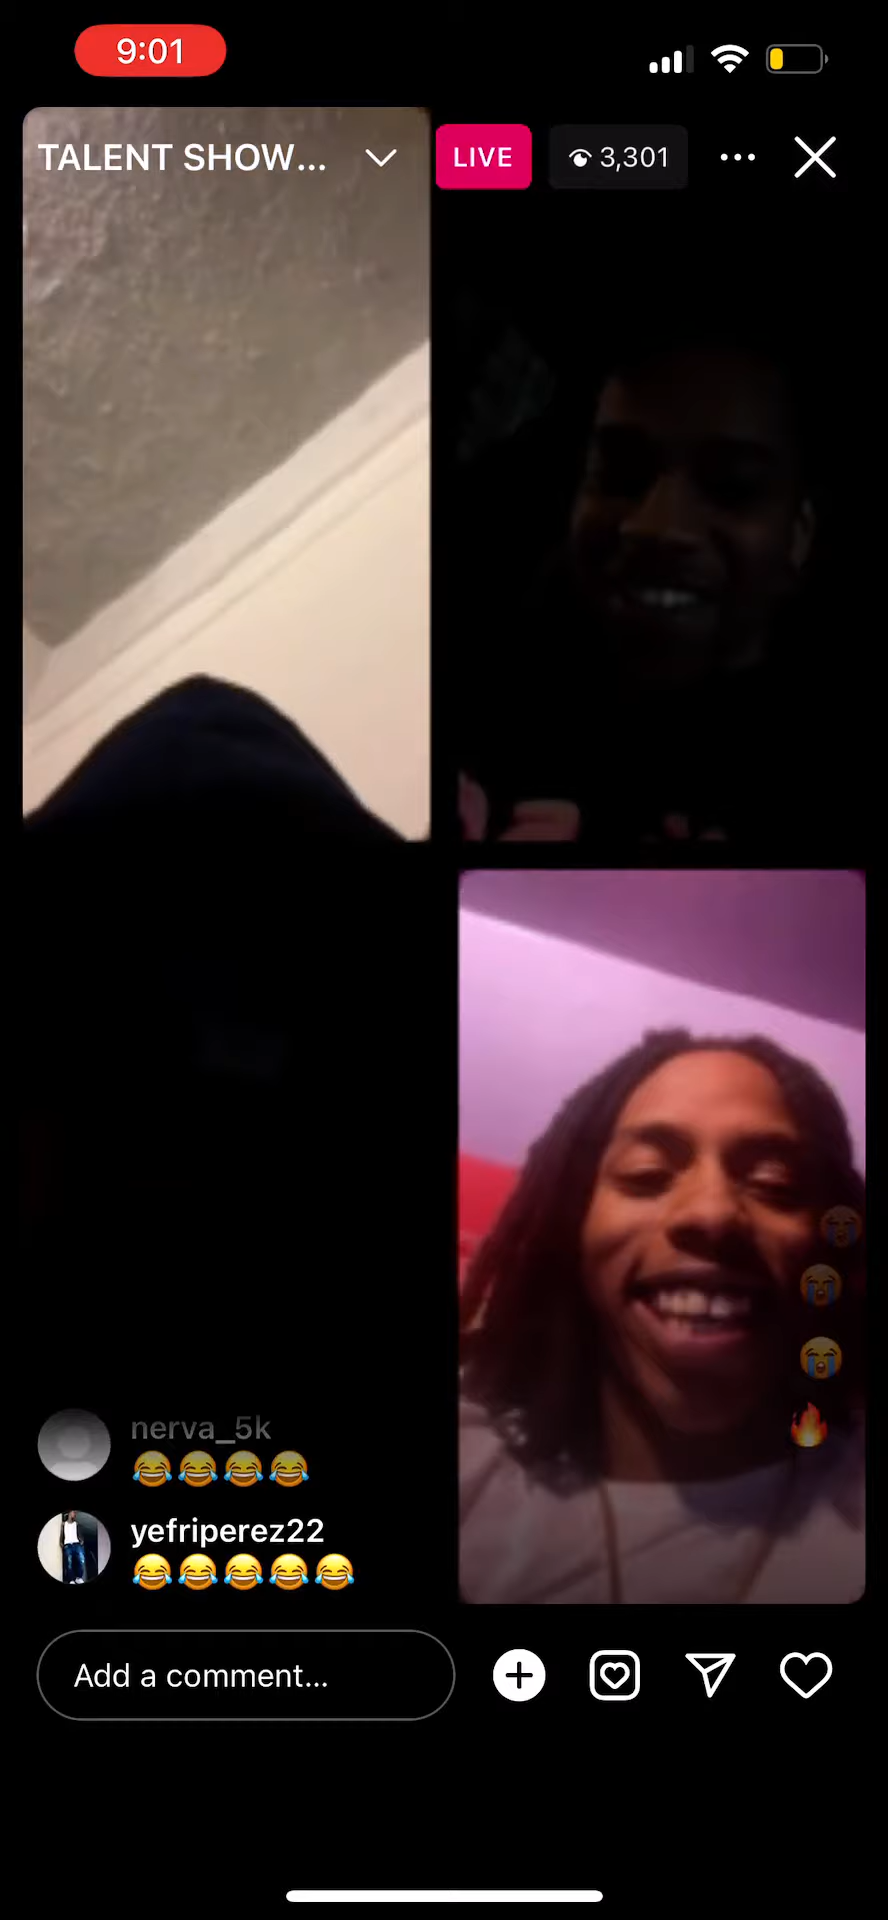 9:01
TALENT SHOW...
LIVE
3,301
nerva_5k
😂😂😂😂
yefriperez22
😂😂😂😂😂
Add a comment...